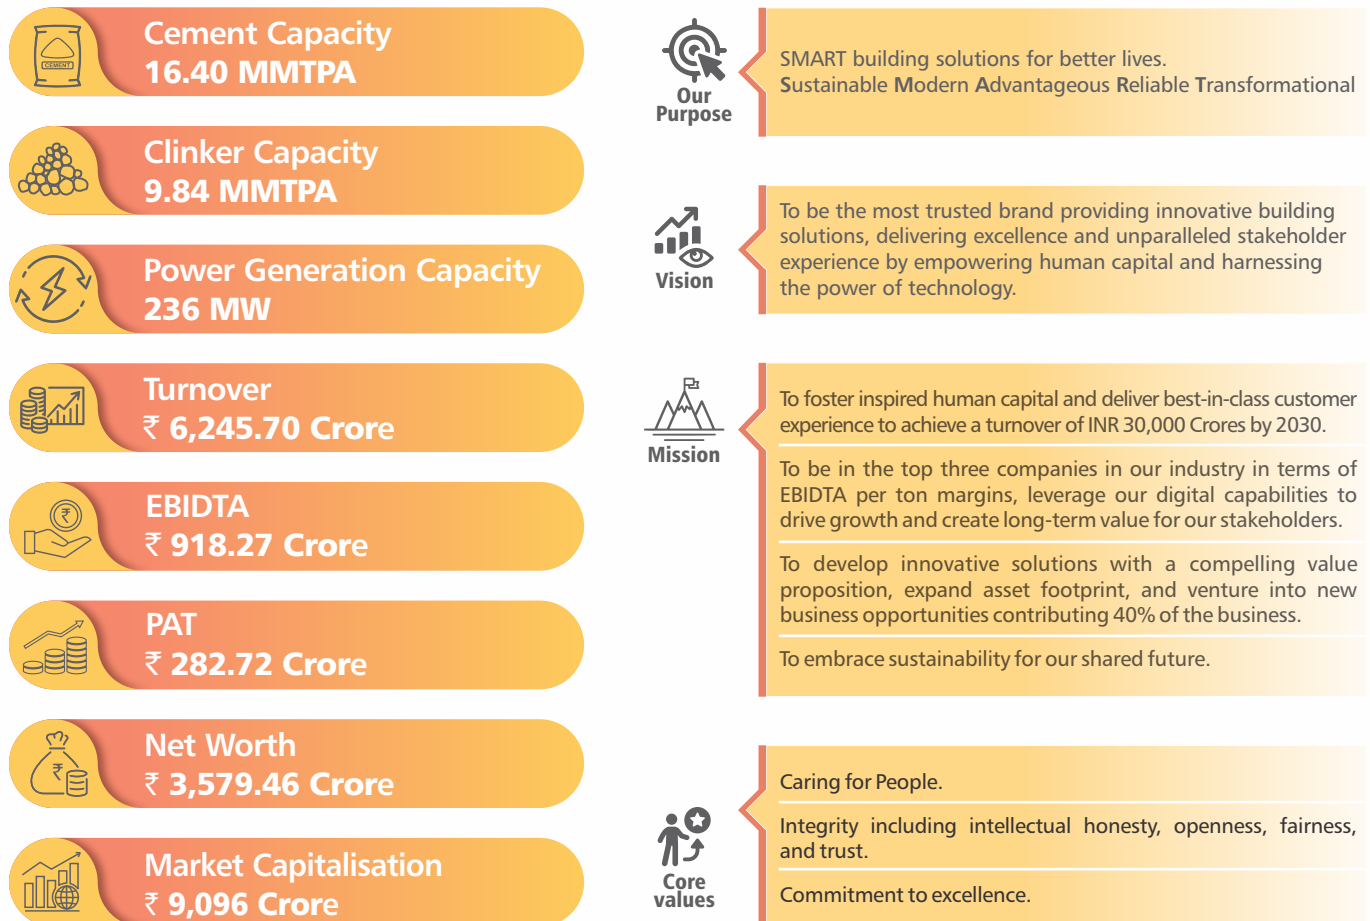 CEMENT
Cement Capacity
16.40 MMTPA
Clinker Capacity
9.84 MMTPA
Power Generation Capacity
236 MW
Turnover
₹ 6,245.70 Crore
₹
EBIDTA
₹ 918.27 Crore
PAT
₹ 282.72 Crore
₹
Net Worth
₹ 3,579.46 Crore
Market Capitalisation
₹ 9,096 Crore
Our
Purpose
SMART building solutions for better lives.
Sustainable Modern Advantageous Reliable Transformational
Vision
To be the most trusted brand providing innovative building
solutions, delivering excellence and unparalleled stakeholder
experience by empowering human capital and harnessing
the power of technology.
Mission
To foster inspired human capital and deliver best-in-class customer
experience to achieve a turnover of INR 30,000 Crores by 2030.
To be in the top three companies in our industry in terms of
EBIDTA per ton margins, leverage our digital capabilities to
drive growth and create long-term value for our stakeholders.
To develop innovative solutions with a compelling value
proposition, expand asset footprint, and venture into new
business opportunities contributing 40% of the business.
To embrace sustainability for our shared future.
Core
values
Caring for People.
Integrity including intellectual honesty, openness, fairness,
and trust.
Commitment to excellence.